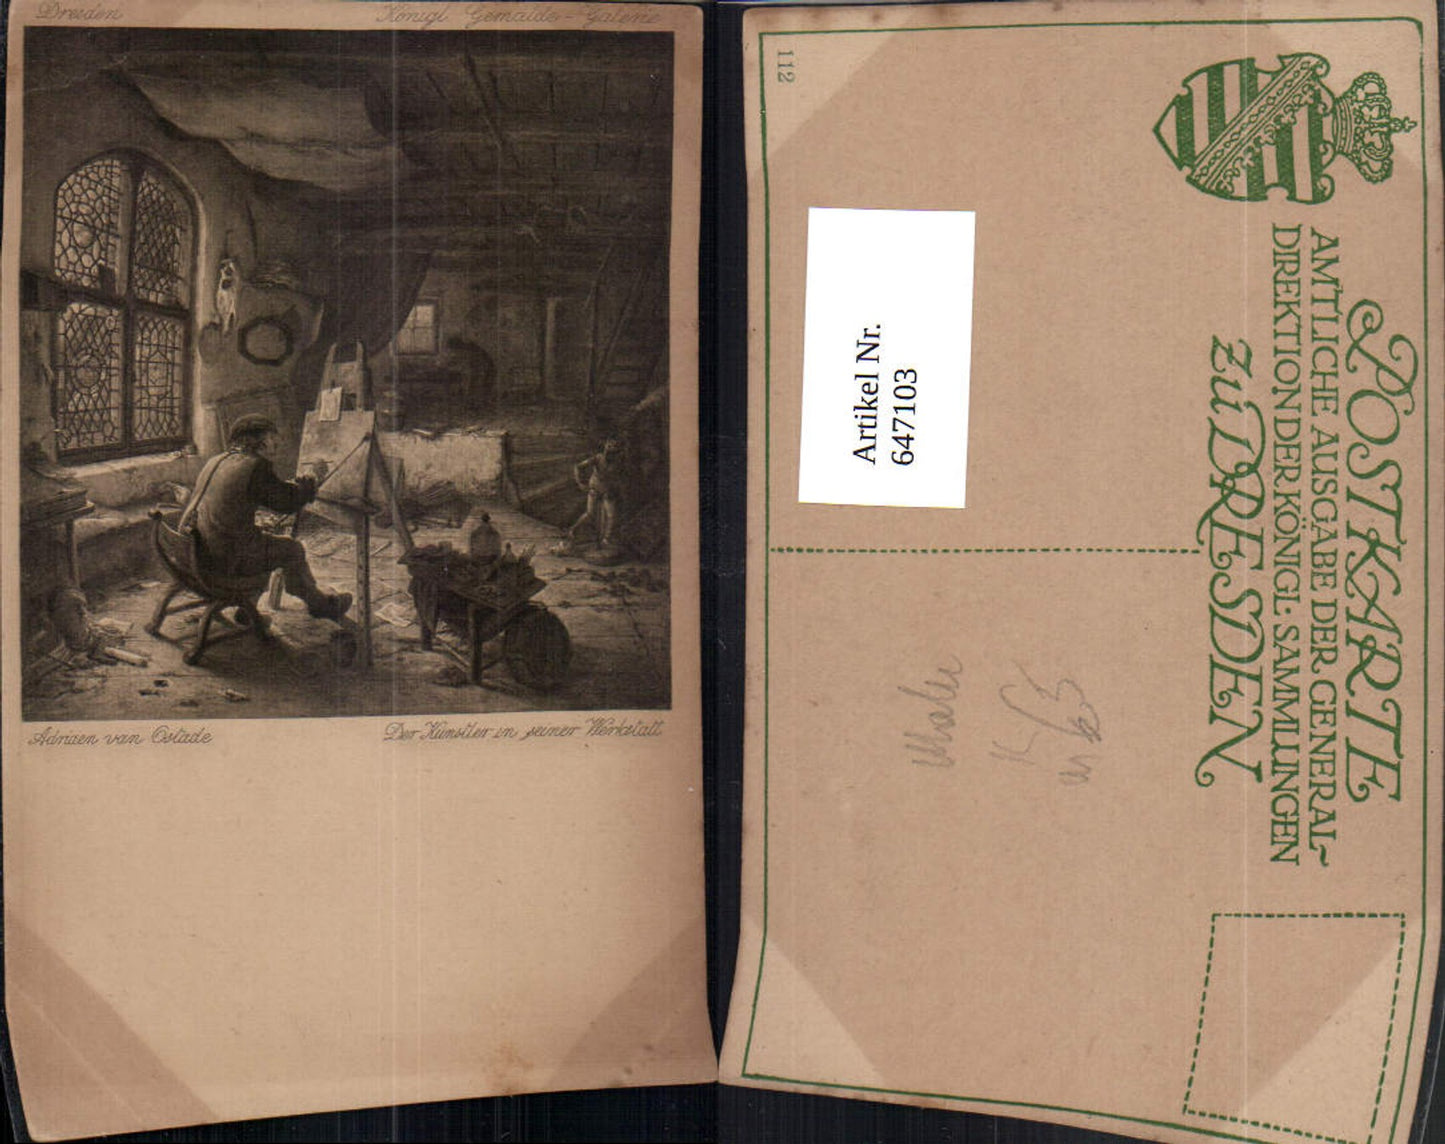 Dresden
Königl. Gemälde-Galerie
Adriaen van Ostade
Der Künstler in seiner Werkstatt
112
POSTKARTE
AMTLICHE AUSGABE DER GENERAL~
DIREKTION DER KÖNIGL: SAMMLUNGEN
ZU DRESDEN
Artikel Nr.
647103
Maler